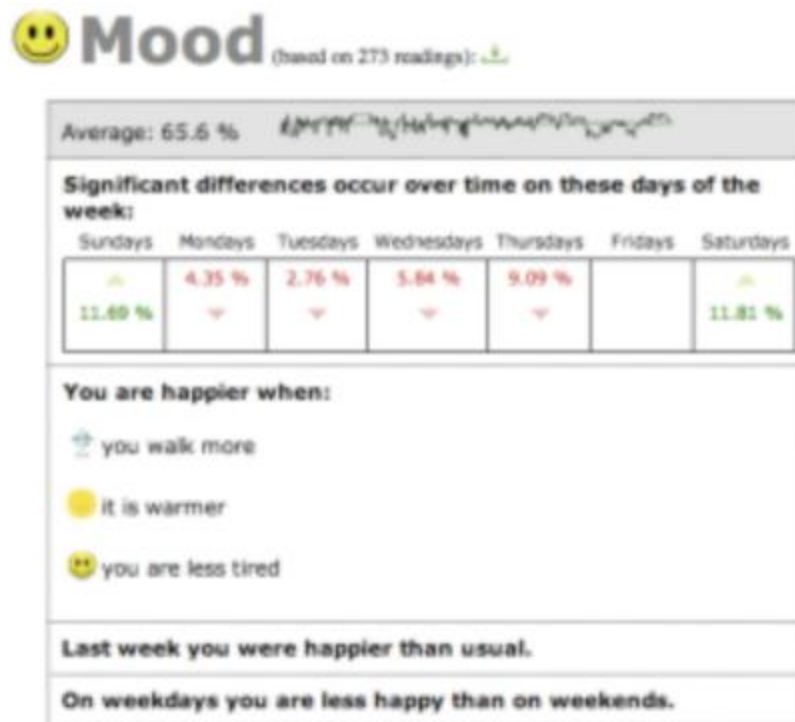 Mood (based on 273 readings):
Average: 65.6 %
Significant differences occur over time on these days of the
week:
Sundays Mondays Tuesdays Wednesdays Thursdays Fridays Saturdays
4.35 % 2.76 % 5.84 % 9.09 %
11.69 % 11.81 %
You are happier when:
you walk more
it is warmer
you are less tired
Last week you were happier than usual.
On weekdays you are less happy than on weekends.